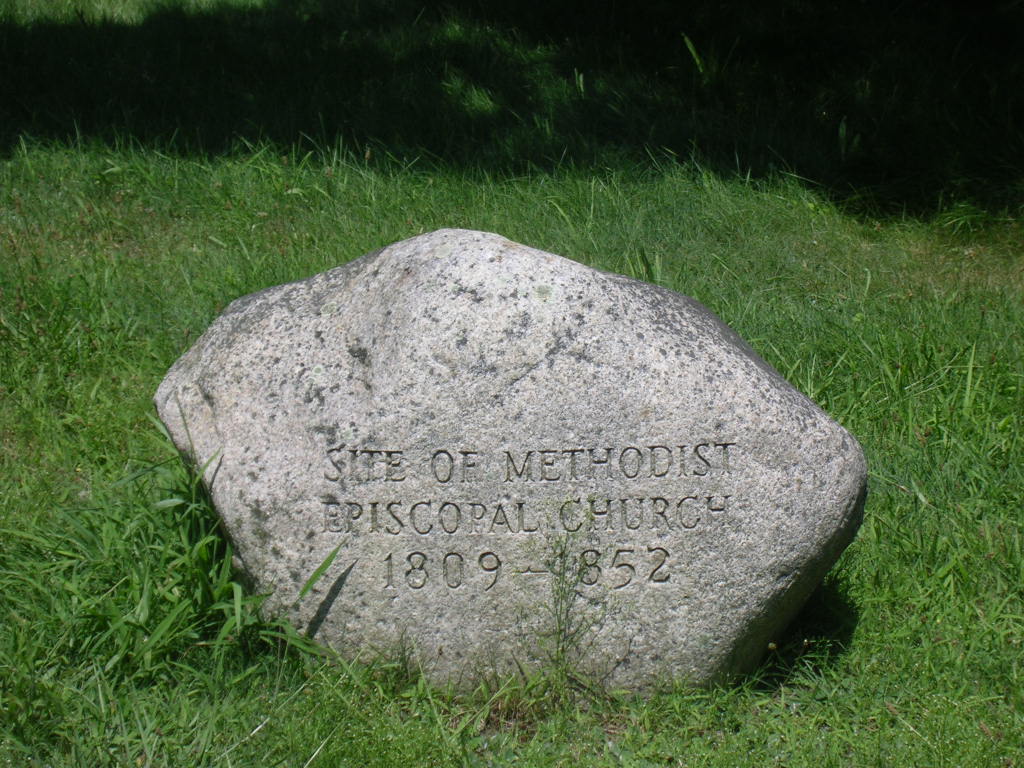 SITE OF METHODIST
EPISCOPAL CHURCH
1809 - 1852